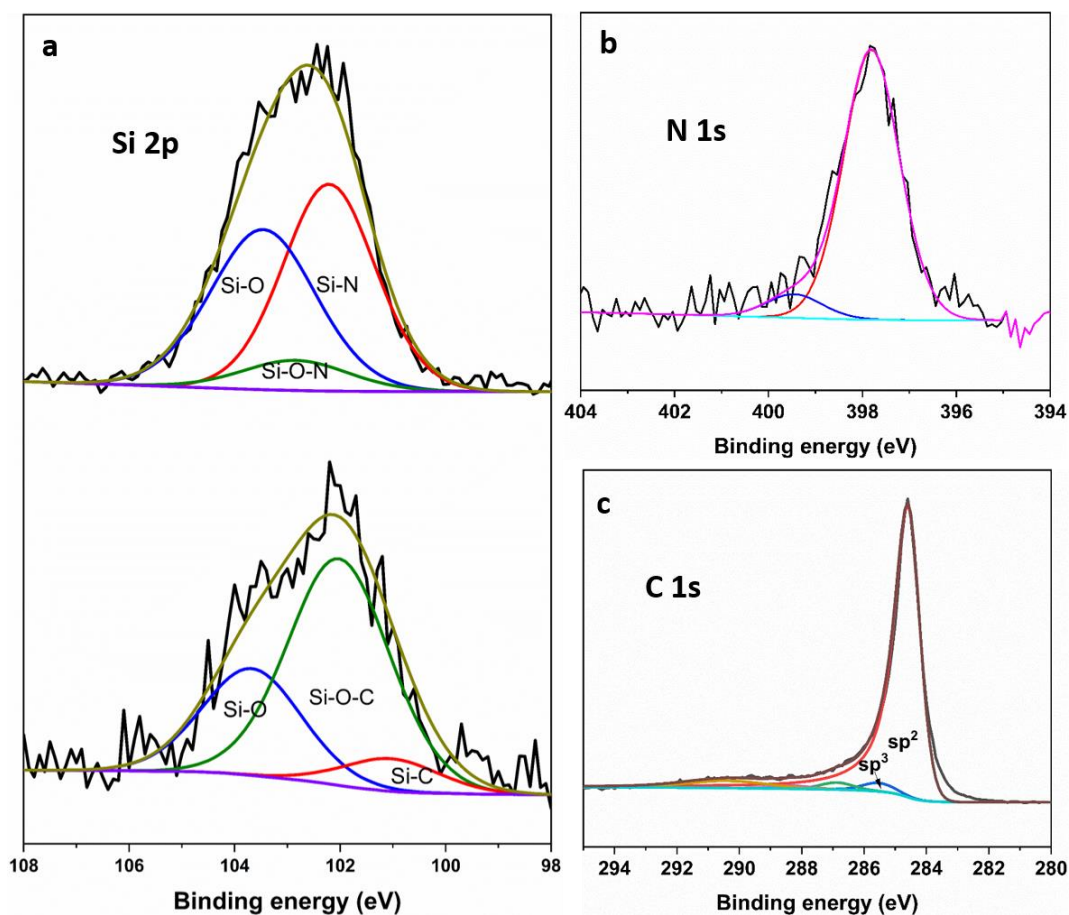 a
Si 2p
Si-O
Si-N
Si-O-N
Si-O
Si-O-C
Si-C
108 106 104 102 100 98
Binding energy (eV)
b
N 1s
404 402 400 398 396 394
Binding energy (eV)
c
C 1s
sp²
sp³
294 292 290 288 286 284 282 280
Binding energy (eV)